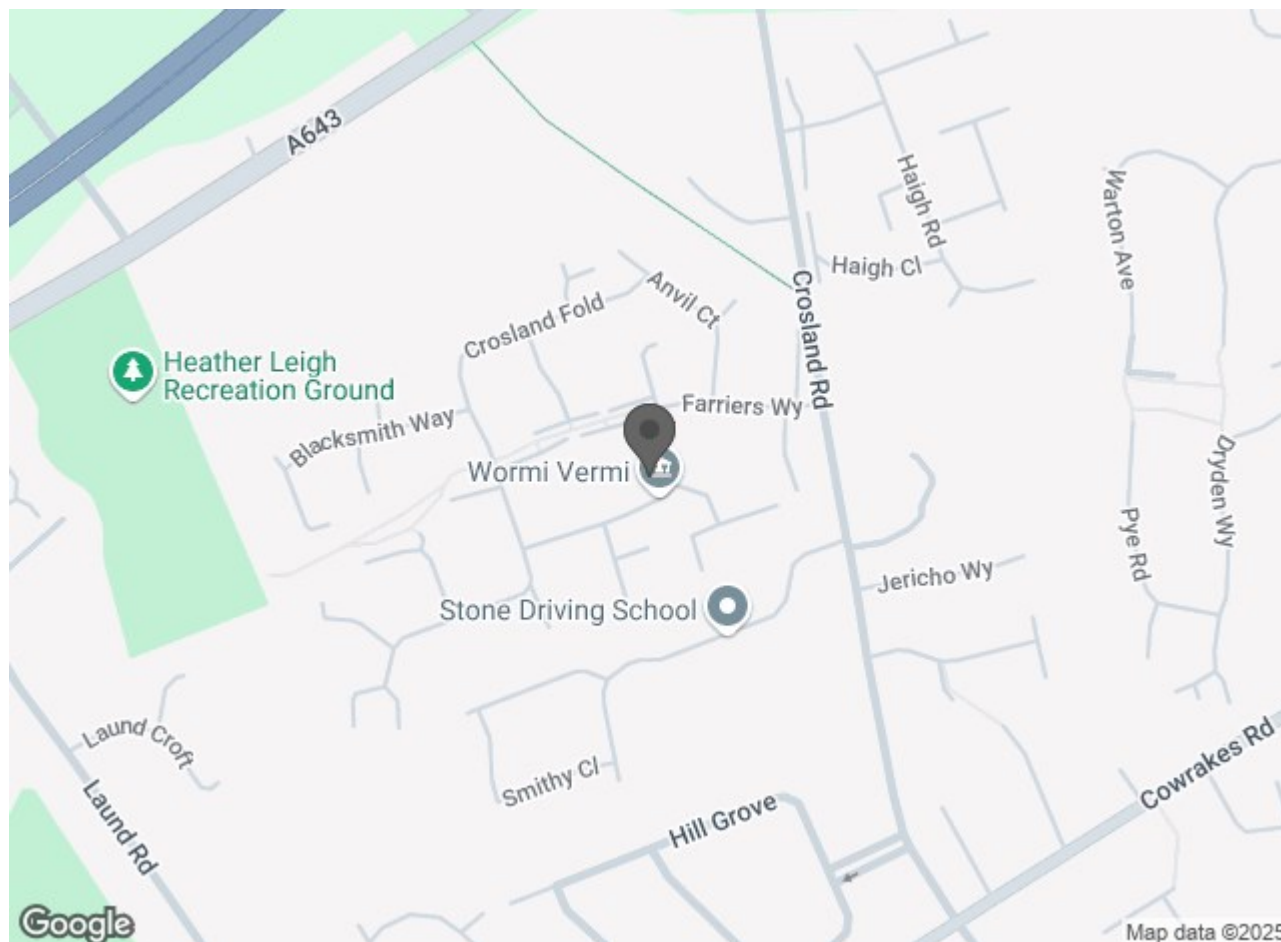 A643
Haigh Rd
Warton Ave
Haigh Cl
Anvil Ct
Crosland Fold
Crosland Rd
Heather Leigh
Recreation Ground
Farriers Wy
Blacksmith Way
Wormi Vermi
Dryden Wy
Pye Rd
Jericho Wy
Stone Driving School
Laund Croft
Smithy Cl
Cowrakes Rd
Hill Grove
Laund Rd
Google
Map data ©2025